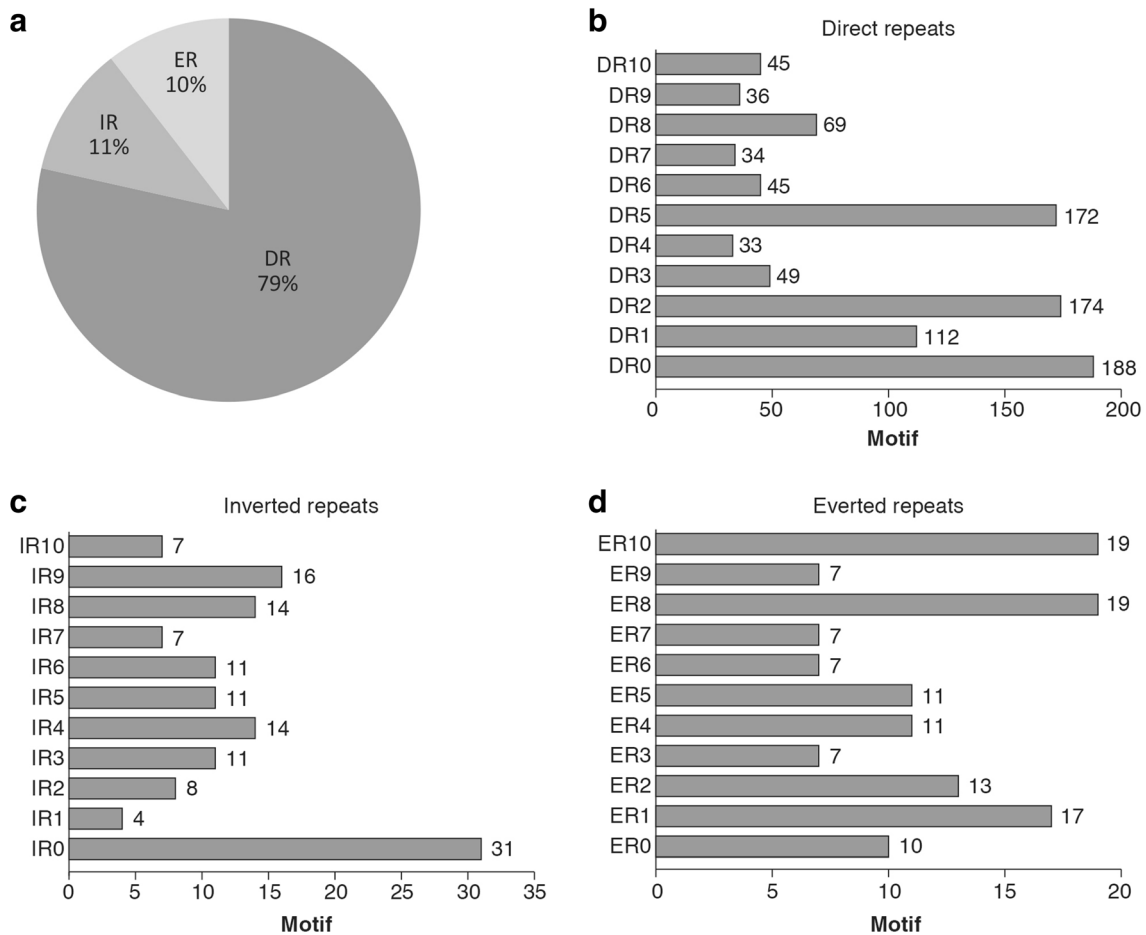 a
ER
10%
IR
11%
DR
79%
b
Direct repeats
DR10 45
DR9 36
DR8 69
DR7 34
DR6 45
DR5 172
DR4 33
DR3 49
DR2 174
DR1 112
DR0 188
0 50 100 150 200
Motif
c
Inverted repeats
IR10 7
IR9 16
IR8 14
IR7 7
IR6 11
IR5 11
IR4 14
IR3 11
IR2 8
IR1 4
IR0 31
0 5 10 15 20 25 30 35
Motif
d
Everted repeats
ER10 19
ER9 7
ER8 19
ER7 7
ER6 7
ER5 11
ER4 11
ER3 7
ER2 13
ER1 17
ER0 10
0 5 10 15 20
Motif